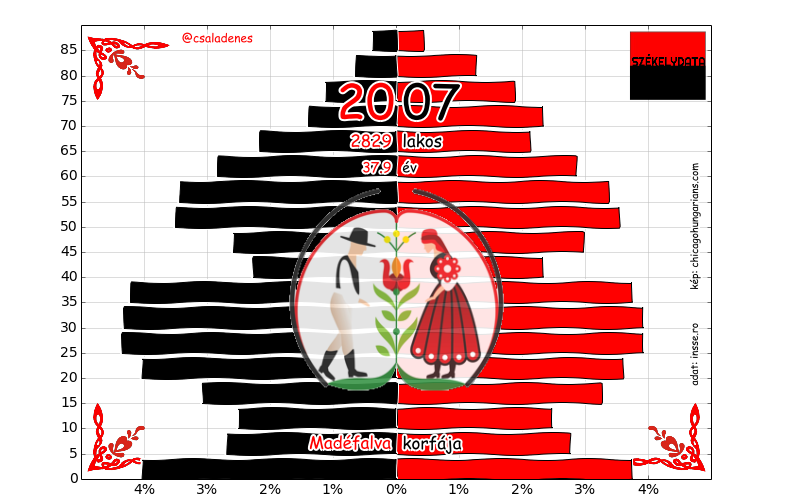 @csaladenes
SZÉKELYDATA
2007
2829 lakos
37.9 év
kép: chicagohungarians.com
adat: insse.ro
Madéfalva korfája
85
80
75
70
65
60
55
50
45
40
35
30
25
20
15
10
5
0
4% 3% 2% 1% 0% 1% 2% 3% 4%